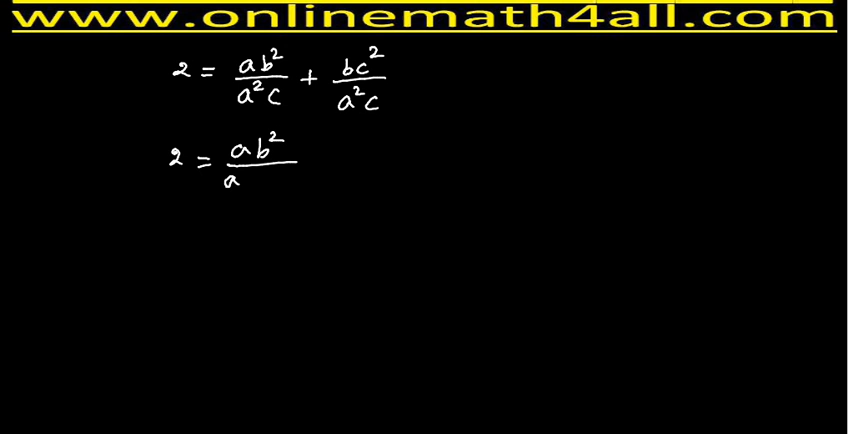 www.onlinemath4all.com
2 = ab²/a²c + bc²/a²c
2 = ab²/a